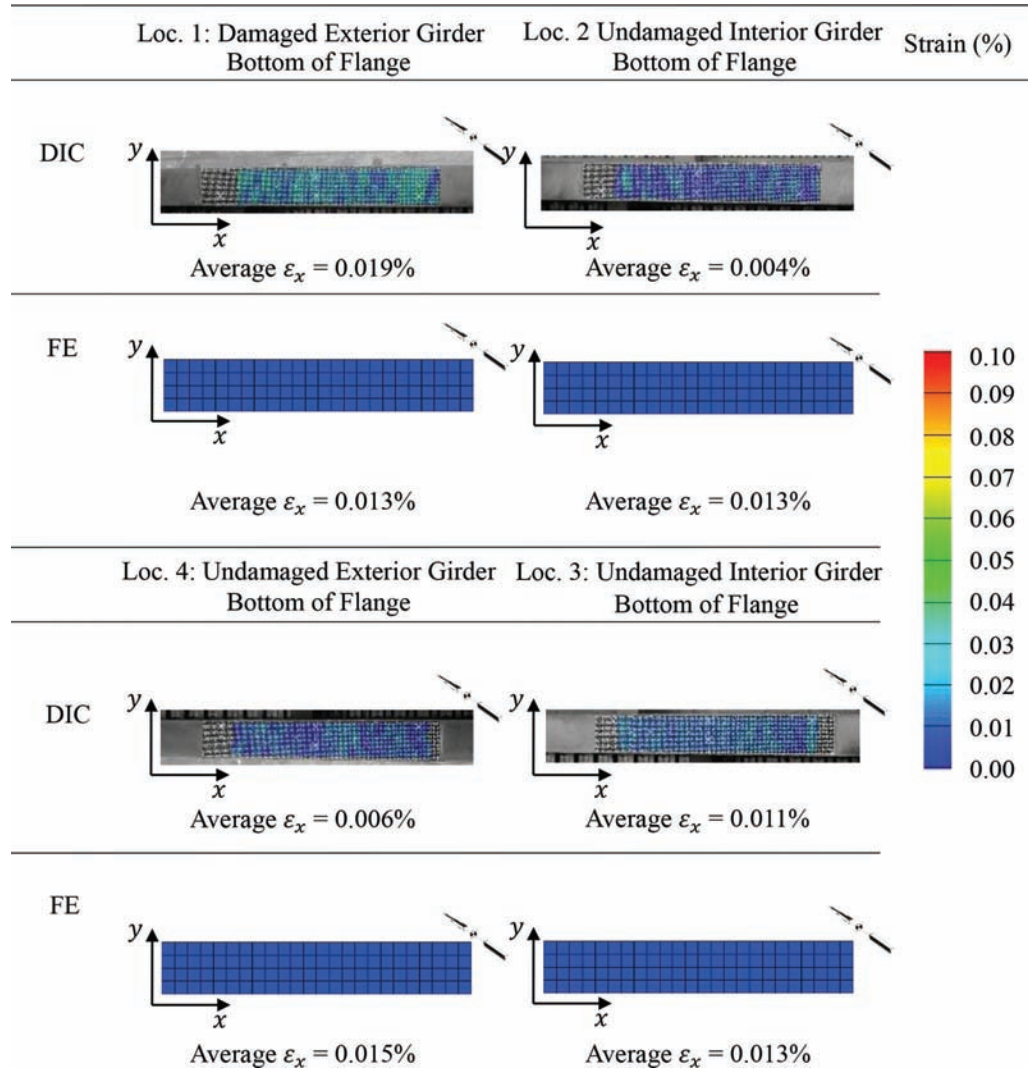 Loc. 1: Damaged Exterior Girder
Bottom of Flange
Loc. 2 Undamaged Interior Girder
Bottom of Flange
Strain (%)
DIC
y
x
Average εx = 0.019%
y
x
Average εx = 0.004%
FE
y
x
Average εx = 0.013%
y
x
Average εx = 0.013%
0.10
0.09
0.08
0.07
0.06
0.05
0.04
0.03
0.02
0.01
0.00
Loc. 4: Undamaged Exterior Girder
Bottom of Flange
Loc. 3: Undamaged Interior Girder
Bottom of Flange
DIC
y
x
Average εx = 0.006%
y
x
Average εx = 0.011%
FE
y
x
Average εx = 0.015%
y
x
Average εx = 0.013%